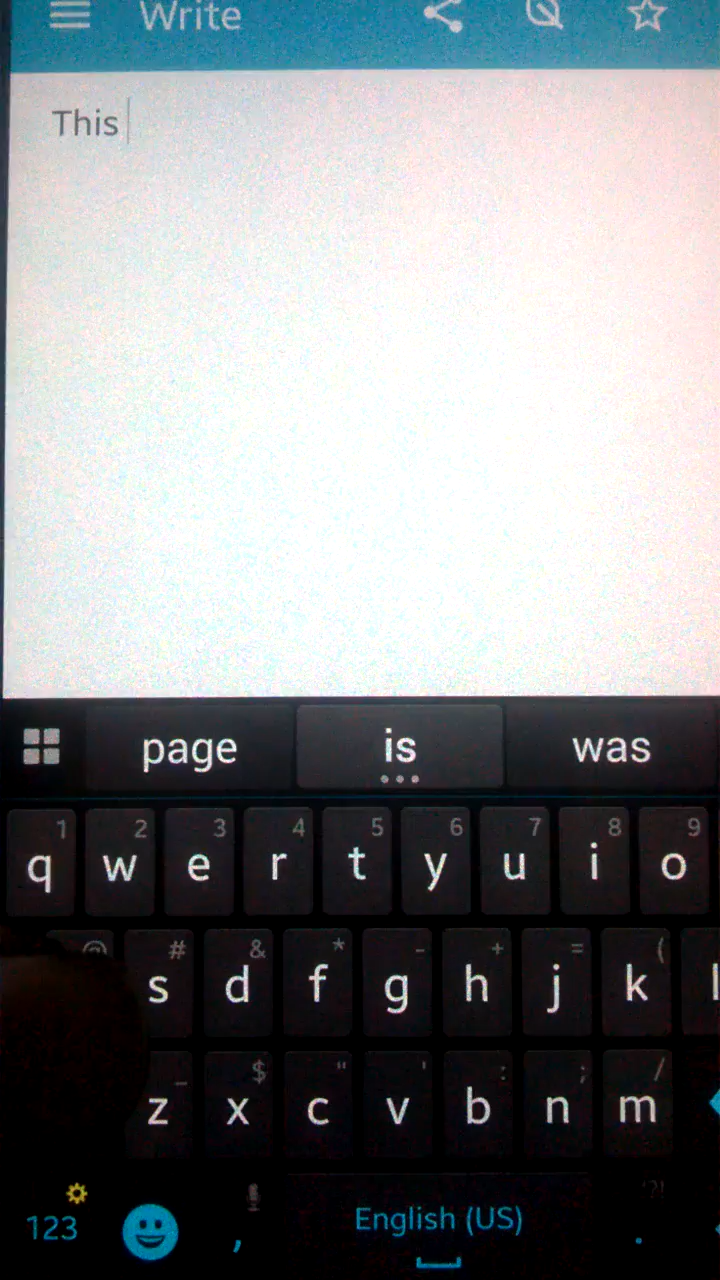 Write
This
page is was
1 2 3 4 5 6 7 8 9
q w e r t y u i o
@ # & * - + = (
s d f g h j k l
_ $ " ' : ; /
z x c v b n m
'?!
123 , English (US) .